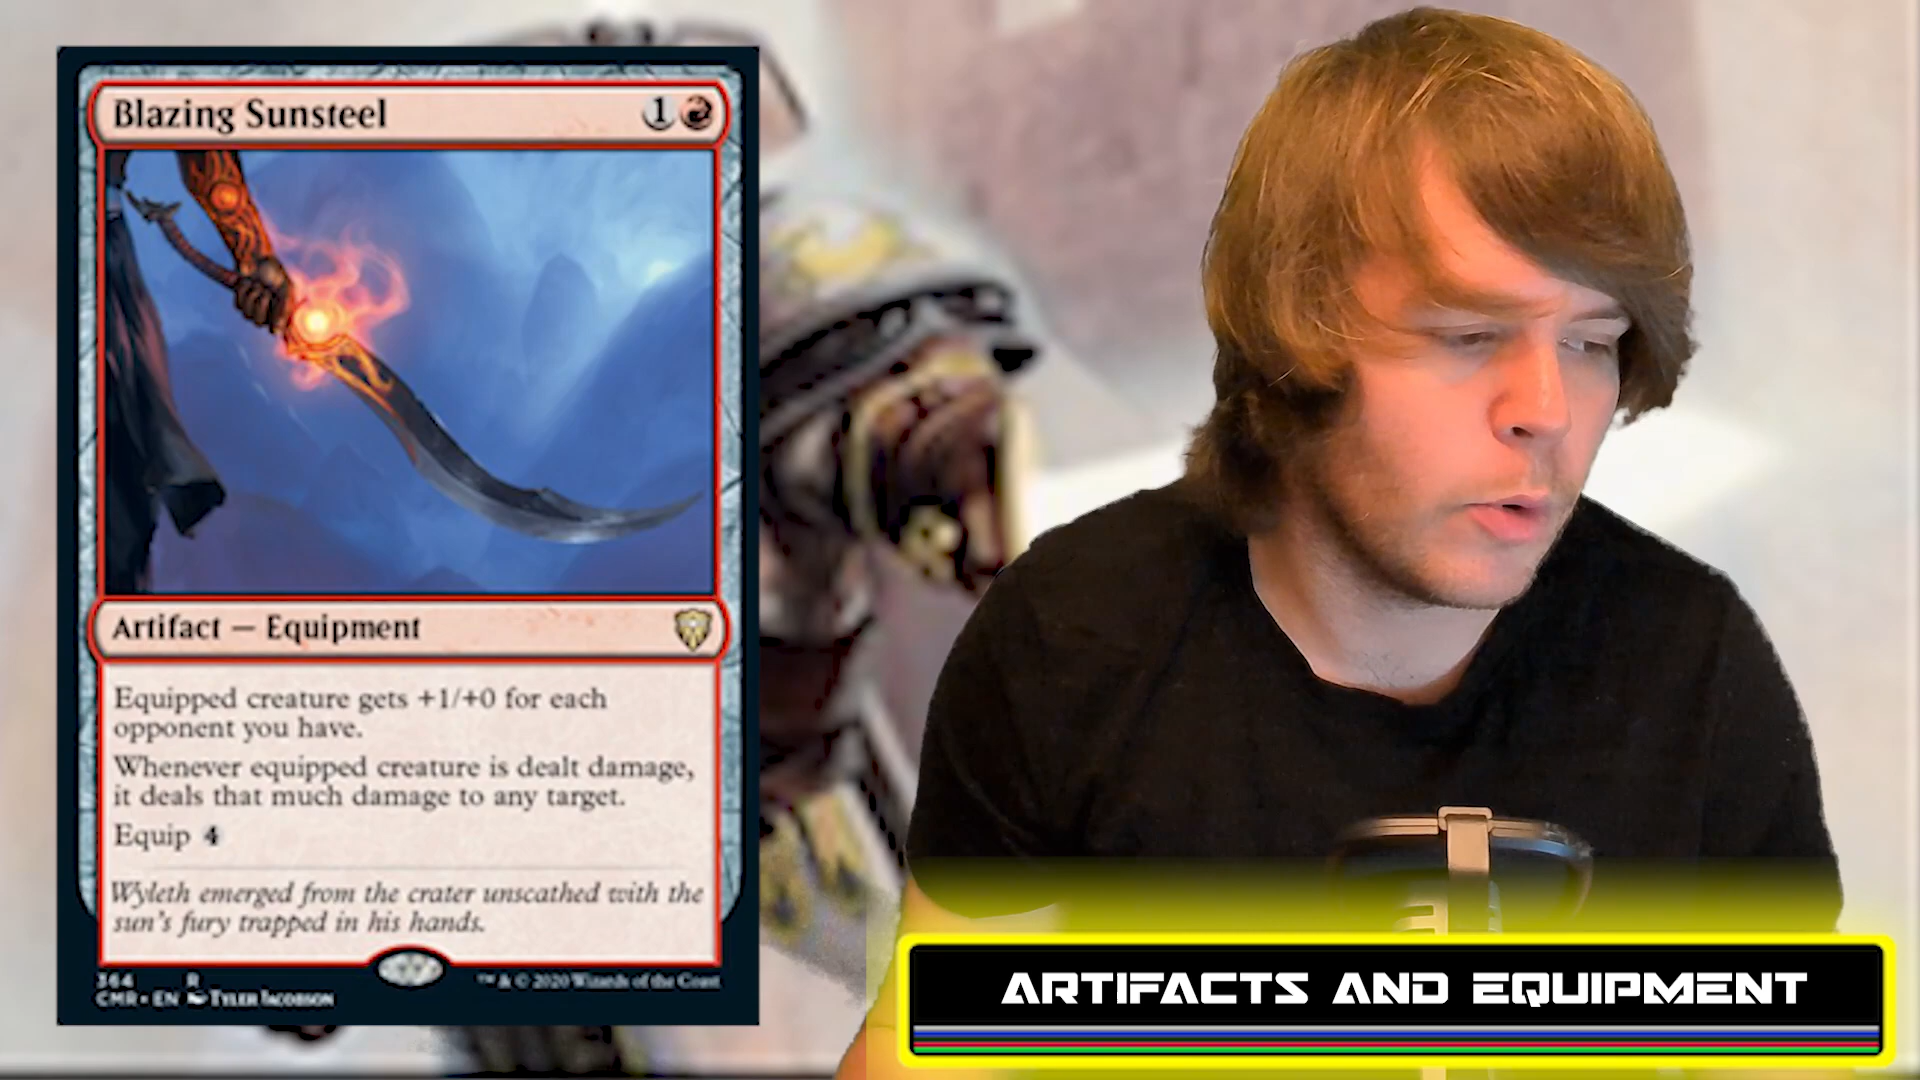 Blazing Sunsteel 1
Artifact — Equipment
Equipped creature gets +1/+0 for each
opponent you have.
Whenever equipped creature is dealt damage,
it deals that much damage to any target.
Equip 4
Wyleth emerged from the crater unscathed with the
sun's fury trapped in his hands.
364 R
™ & © 2020 Wizards of the Coast
CMR • EN Tyler Jacobson
ARTIFACTS AND EQUIPMENT